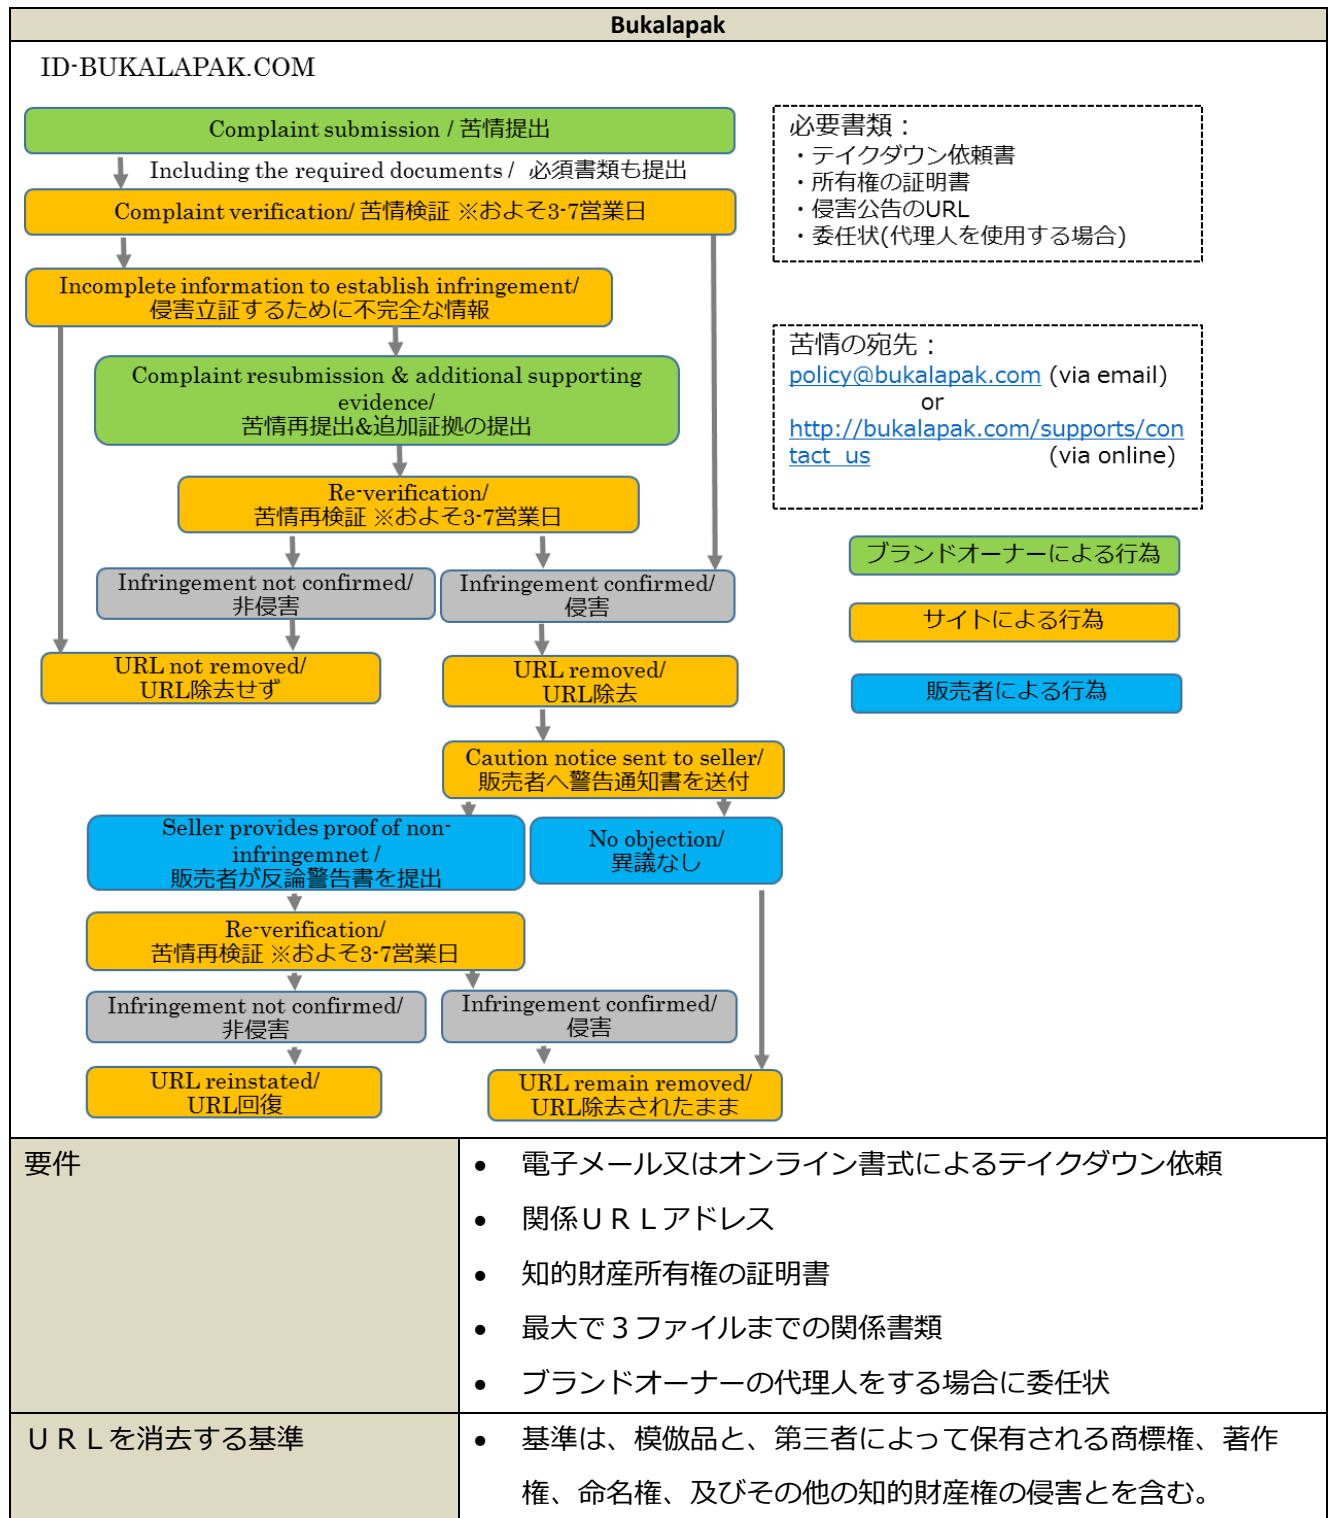 Bukalapak
ID-BUKALAPAK.COM
Complaint submission / 苦情提出
Including the required documents / 必須書類も提出
Complaint verification/ 苦情検証 ※およそ3-7営業日
Incomplete information to establish infringement/
侵害立証するために不完全な情報
Complaint resubmission & additional supporting
evidence/
苦情再提出&追加証拠の提出
Re-verification/
苦情再検証 ※およそ3-7営業日
Infringement not confirmed/
非侵害
Infringement confirmed/
侵害
URL not removed/
URL除去せず
URL removed/
URL除去
Caution notice sent to seller/
販売者へ警告通知書を送付
Seller provides proof of non-
infringemnet /
販売者が反論警告書を提出
No objection/
異議なし
Re-verification/
苦情再検証 ※およそ3-7営業日
Infringement not confirmed/
非侵害
Infringement confirmed/
侵害
URL reinstated/
URL回復
URL remain removed/
URL除去されたまま
必要書類：
・テイクダウン依頼書
・所有権の証明書
・侵害公告のURL
・委任状(代理人を使用する場合)
苦情の宛先：
policy@bukalapak.com (via email)
or
http://bukalapak.com/supports/con
tact_us (via online)
ブランドオーナーによる行為
サイトによる行為
販売者による行為
要件
• 電子メール又はオンライン書式によるテイクダウン依頼
• 関係ＵＲＬアドレス
• 知的財産所有権の証明書
• 最大で３ファイルまでの関係書類
• ブランドオーナーの代理人をする場合に委任状
ＵＲＬを消去する基準
• 基準は、模倣品と、第三者によって保有される商標権、著作
権、命名権、及びその他の知的財産権の侵害とを含む。